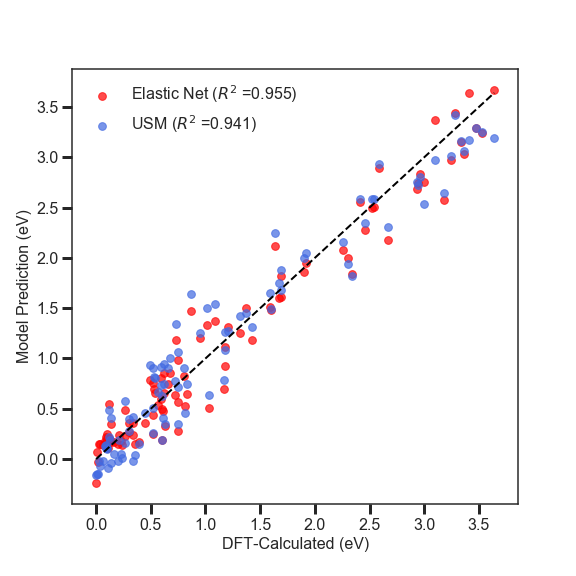 Elastic Net (R² =0.955)
USM (R² =0.941)
3.5
3.0
2.5
2.0
1.5
1.0
0.5
0.0
Model Prediction (eV)
0.0 0.5 1.0 1.5 2.0 2.5 3.0 3.5
DFT-Calculated (eV)